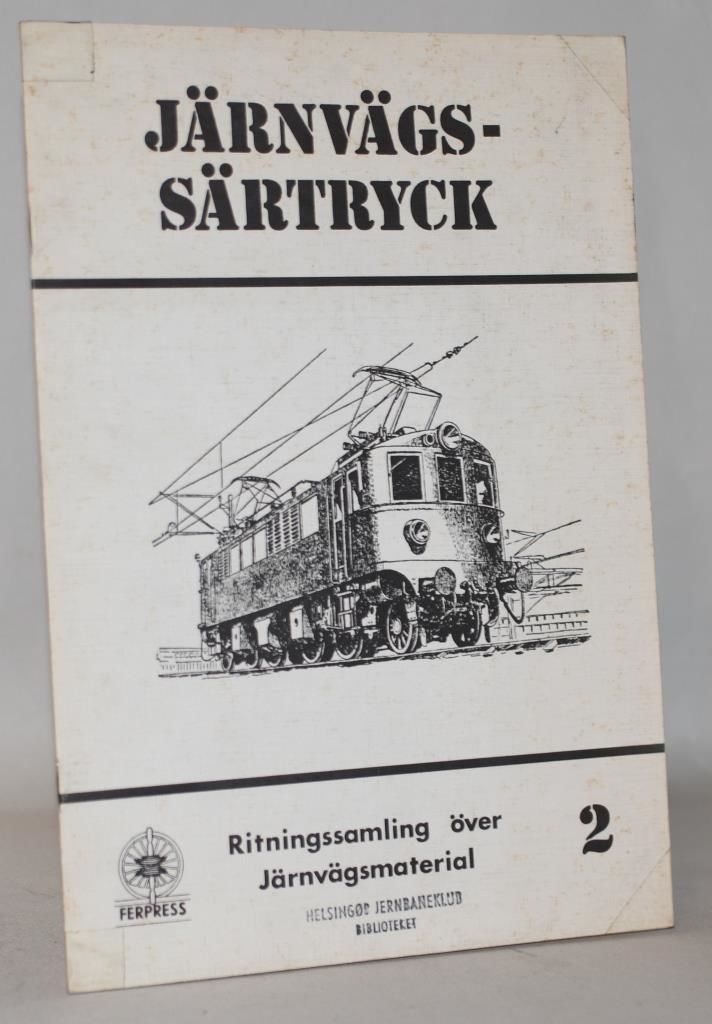 JÄRNVÄGS-
SÄRTRYCK
Ritningssamling över
Järnvägsmaterial
2
FERPRESS
HELSINGØR JERNBANEKLUB
BIBLIOTEKET